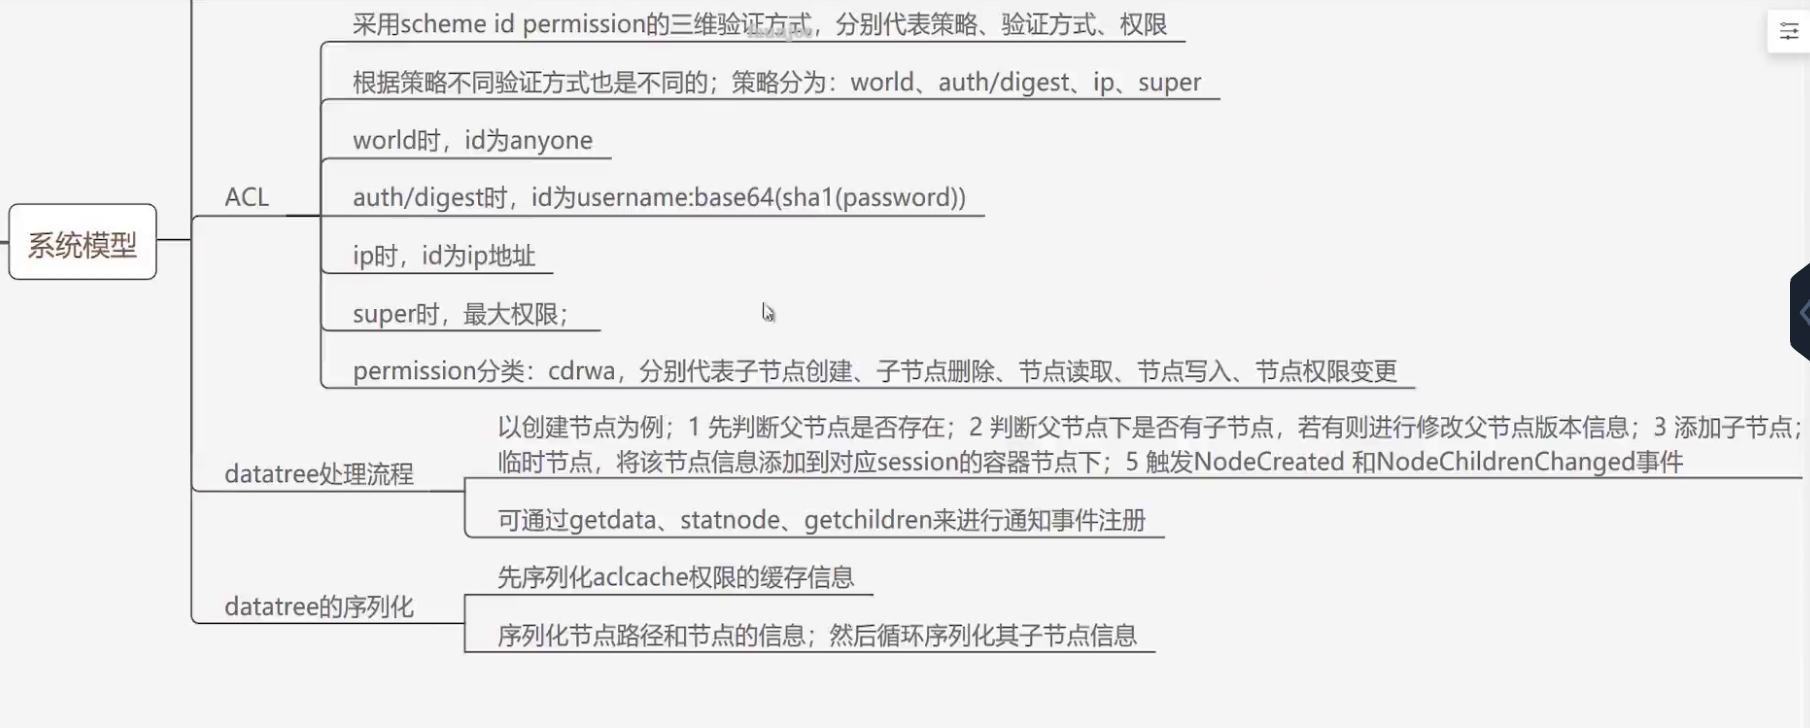 采用scheme id permission的三维验证方式，分别代表策略、验证方式、权限
根据策略不同验证方式也是不同的；策略分为：world、auth/digest、ip、super
world时，id为anyone
ACL
auth/digest时，id为username:base64(sha1(password))
系统模型
ip时，id为ip地址
super时，最大权限；
permission分类：cdrwa，分别代表子节点创建、子节点删除、节点读取、节点写入、节点权限变更
以创建节点为例；1 先判断父节点是否存在；2 判断父节点下是否有子节点，若有则进行修改父节点版本信息；3 添加子节点；
临时节点，将该节点信息添加到对应session的容器节点下；5 触发NodeCreated 和NodeChildrenChanged事件
datatree处理流程
可通过getdata、statnode、getchildren来进行通知事件注册
先序列化aclcache权限的缓存信息
datatree的序列化
序列化节点路径和节点的信息；然后循环序列化其子节点信息